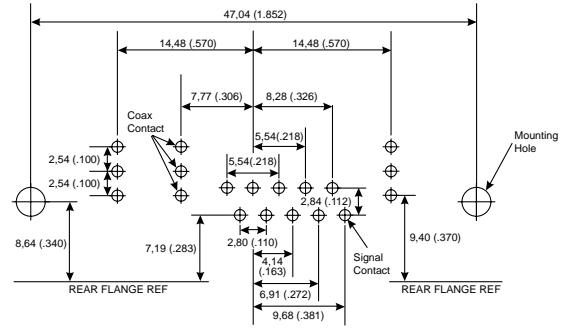 47,04 (1.852)
14,48 (.570)
14,48 (.570)
7,77 (.306)
8,28 (.326)
Coax
Contact
5,54(.218)
Mounting
Hole
2,54 (.100)
5,54(.218)
2,54 (.100)
2,84 (.112)
8,64 (.340)
7,19 (.283)
2,80 (.110)
9,40 (.370)
4,14
(.163)
Signal
Contact
6,91 (.272)
REAR FLANGE REF
REAR FLANGE REF
9,68 (.381)